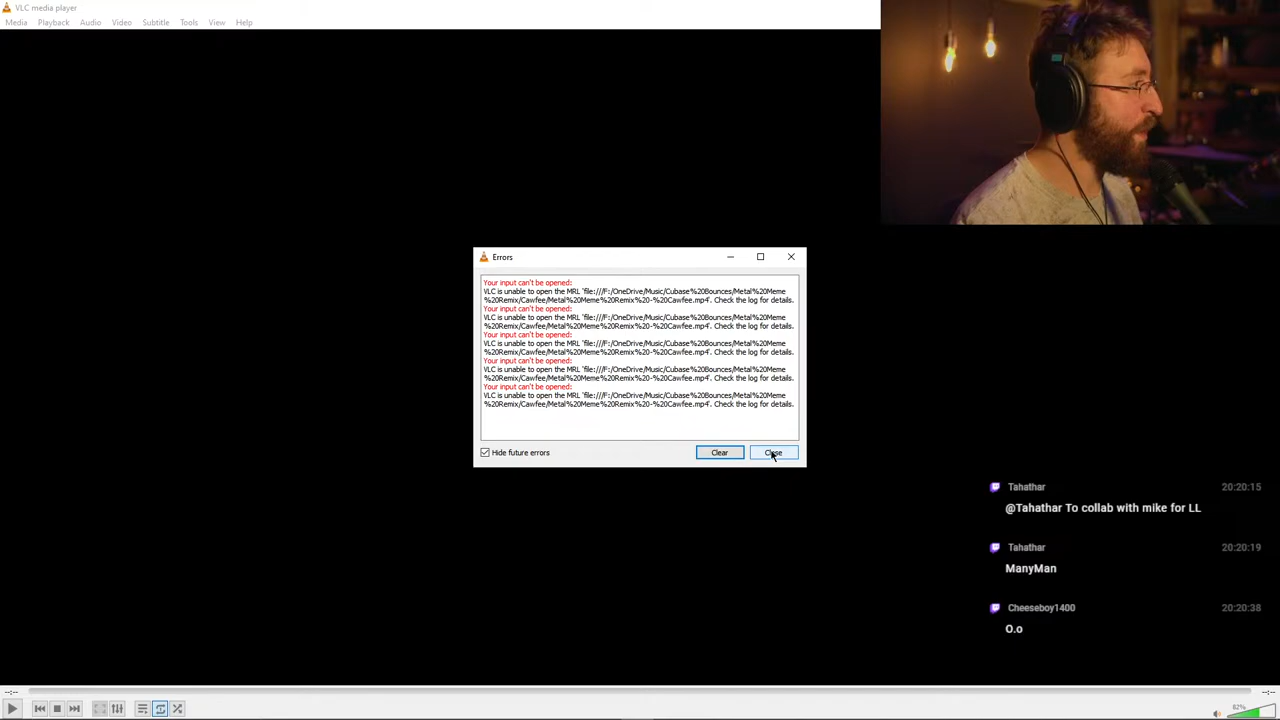 VLC media player
Media Playback Audio Video Subtitle Tools View Help
Errors
Your input can't be opened:
VLC is unable to open the MRL 'file:///F:/OneDrive/Music/Cubase%20Bounces/Metal%20Meme
%20Remix/Cawfee/Metal%20Meme%20Remix%20-%20Cawfee.mp4'. Check the log for details.
Your input can't be opened:
VLC is unable to open the MRL 'file:///F:/OneDrive/Music/Cubase%20Bounces/Metal%20Meme
%20Remix/Cawfee/Metal%20Meme%20Remix%20-%20Cawfee.mp4'. Check the log for details.
Your input can't be opened:
VLC is unable to open the MRL 'file:///F:/OneDrive/Music/Cubase%20Bounces/Metal%20Meme
%20Remix/Cawfee/Metal%20Meme%20Remix%20-%20Cawfee.mp4'. Check the log for details.
Your input can't be opened:
VLC is unable to open the MRL 'file:///F:/OneDrive/Music/Cubase%20Bounces/Metal%20Meme
%20Remix/Cawfee/Metal%20Meme%20Remix%20-%20Cawfee.mp4'. Check the log for details.
Your input can't be opened:
VLC is unable to open the MRL 'file:///F:/OneDrive/Music/Cubase%20Bounces/Metal%20Meme
%20Remix/Cawfee/Metal%20Meme%20Remix%20-%20Cawfee.mp4'. Check the log for details.
Hide future errors Clear Close
Tahathar 20:20:15
@Tahathar To collab with mike for LL
Tahathar 20:20:19
ManyMan
Cheeseboy1400 20:20:38
O.o
--:-- --:--
82%